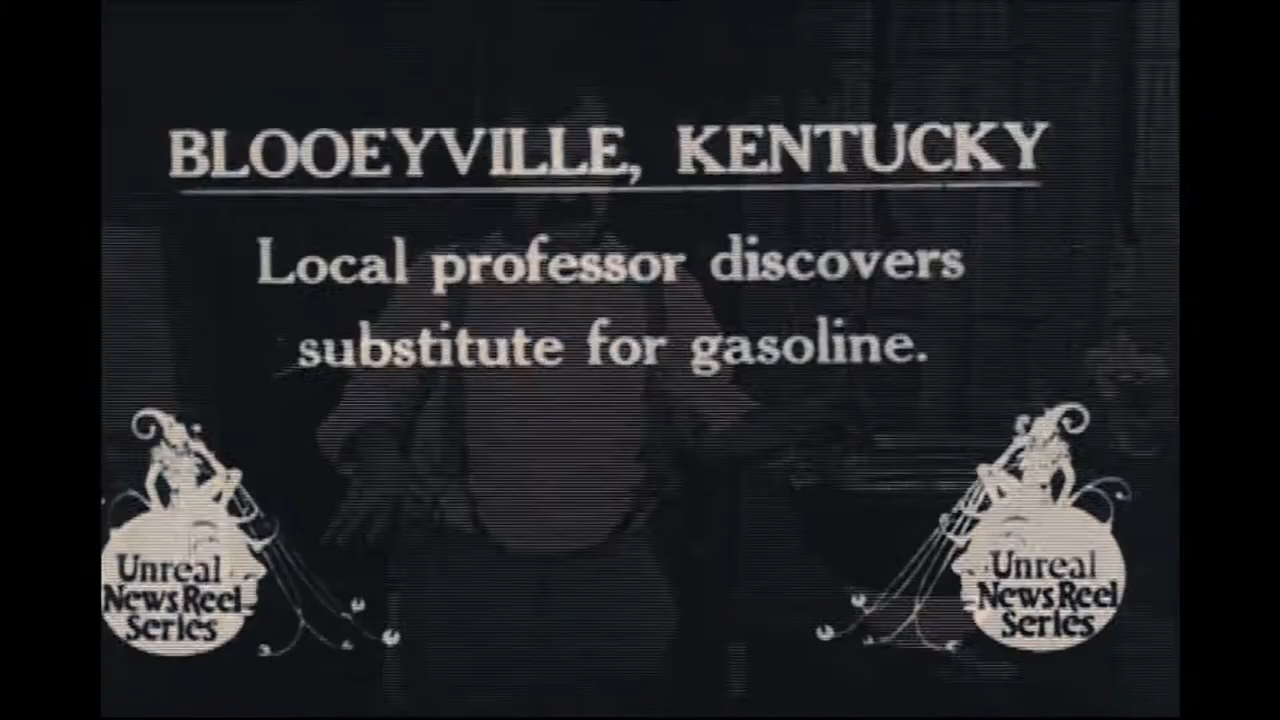 BLOOEYVILLE, KENTUCKY
Local professor discovers
substitute for gasoline.
Unreal
News Reel
Series
Unreal
News Reel
Series